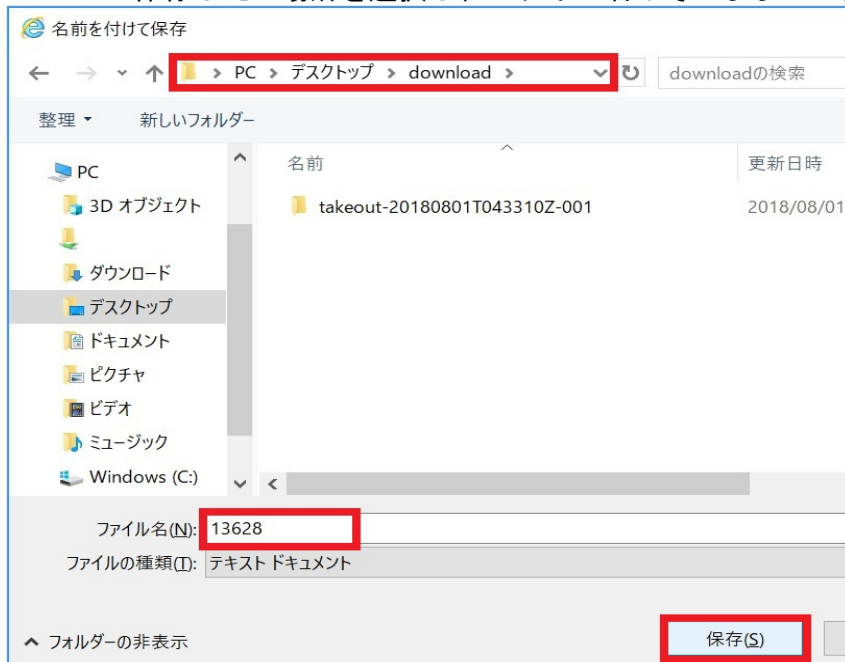 名前を付けて保存
PC > デスクトップ > download >
downloadの検索
整理
新しいフォルダー
名前
更新日時
PC
3D オブジェクト
ダウンロード
デスクトップ
ドキュメント
ピクチャ
ビデオ
ミュージック
Windows (C:)
takeout-20180801T043310Z-001
2018/08/01
ファイル名(N): 13628
ファイルの種類(T): テキスト ドキュメント
フォルダーの非表示
保存(S)